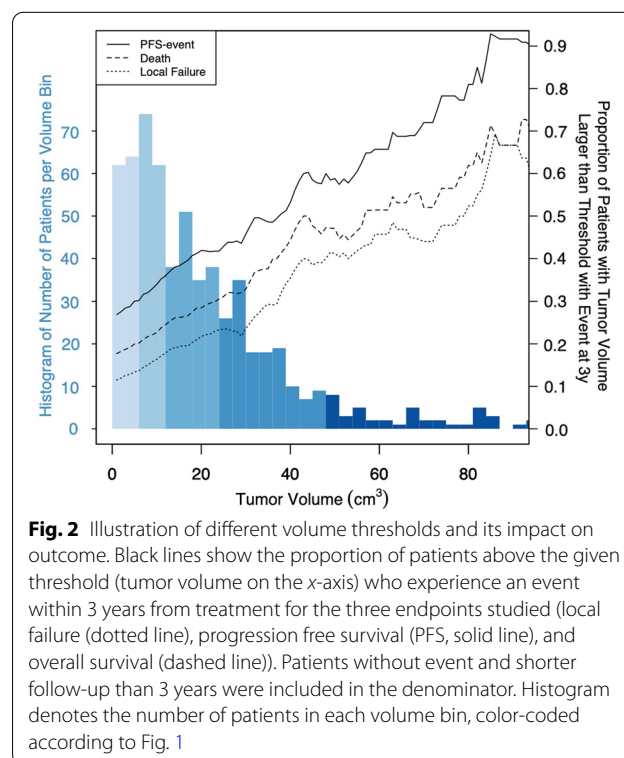 PFS-event
Death
Local Failure
Histogram of Number of Patients per Volume Bin
70
60
50
40
30
20
10
0
0.9
0.8
0.7
0.6
0.5
0.4
0.3
0.2
0.1
0.0
Proportion of Patients with Tumor Volume
Larger than Threshold with Event at 3y
0 20 40 60 80
Tumor Volume (cm³)
Fig. 2 Illustration of different volume thresholds and its impact on
outcome. Black lines show the proportion of patients above the given
threshold (tumor volume on the x-axis) who experience an event
within 3 years from treatment for the three endpoints studied (local
failure (dotted line), progression free survival (PFS, solid line), and
overall survival (dashed line)). Patients without event and shorter
follow-up than 3 years were included in the denominator. Histogram
denotes the number of patients in each volume bin, color-coded
according to Fig. 1